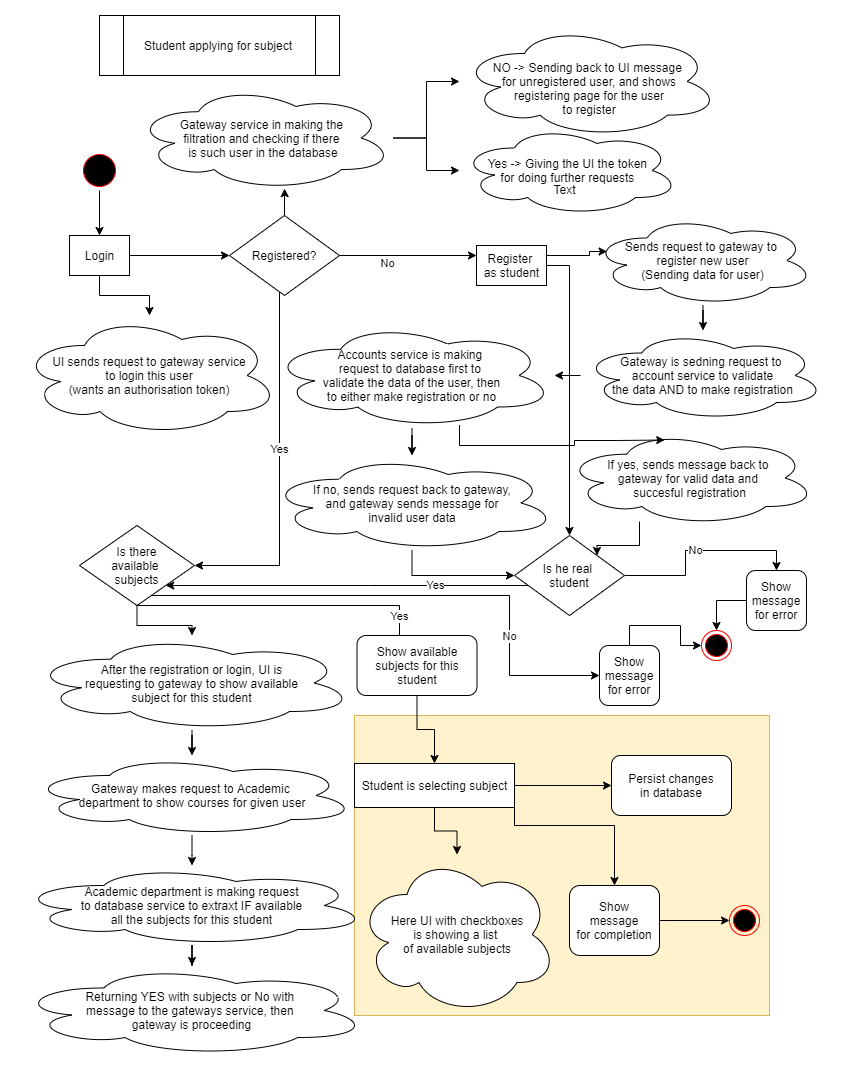 Student applying for subject
NO -> Sending back to UI message
for unregistered user, and shows
registering page for the user
to register
Gateway service in making the
filtration and checking if there
is such user in the database
Yes -> Giving the UI the token
for doing further requests
Text
Login
Registered?
No
Register
as student
Sends request to gateway to
register new user
(Sending data for user)
UI sends request to gateway service
to login this user
(wants an authorisation token)
Accounts service is making
request to database first to
validate the data of the user, then
to either make registration or no
Gateway is sedning request to
account service to validate
the data AND to make registration
Yes
If no, sends request back to gateway,
and gateway sends message for
invalid user data
If yes, sends message back to
gateway for valid data and
succesful registration
Is there
available
subjects
Is he real
student
No
Yes
Show
message
for error
Yes
No
After the registration or login, UI is
requesting to gateway to show available
subject for this student
Show available
subjects for this
student
Show
message
for error
Gateway makes request to Academic
department to show courses for given user
Student is selecting subject
Persist changes
in database
Academic department is making request
to database service to extraxt IF available
all the subjects for this student
Here UI with checkboxes
is showing a list
of available subjects
Show
message
for completion
Returning YES with subjects or No with
message to the gateways service, then
gateway is proceeding